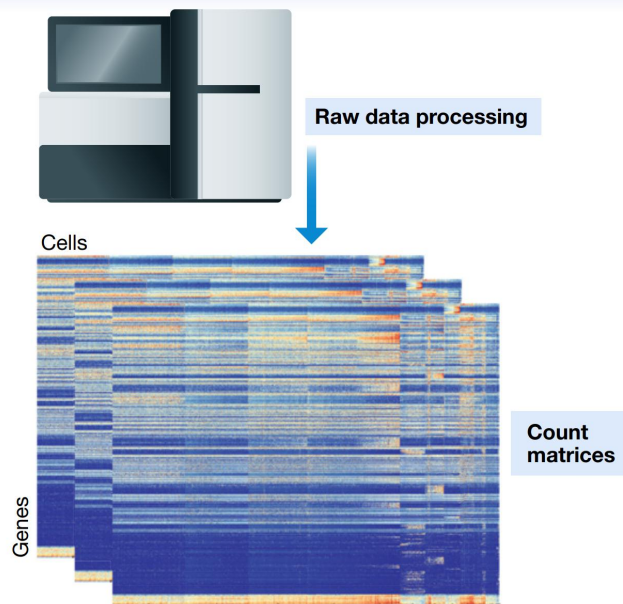 Raw data processing
Cells
Count
matrices
Genes